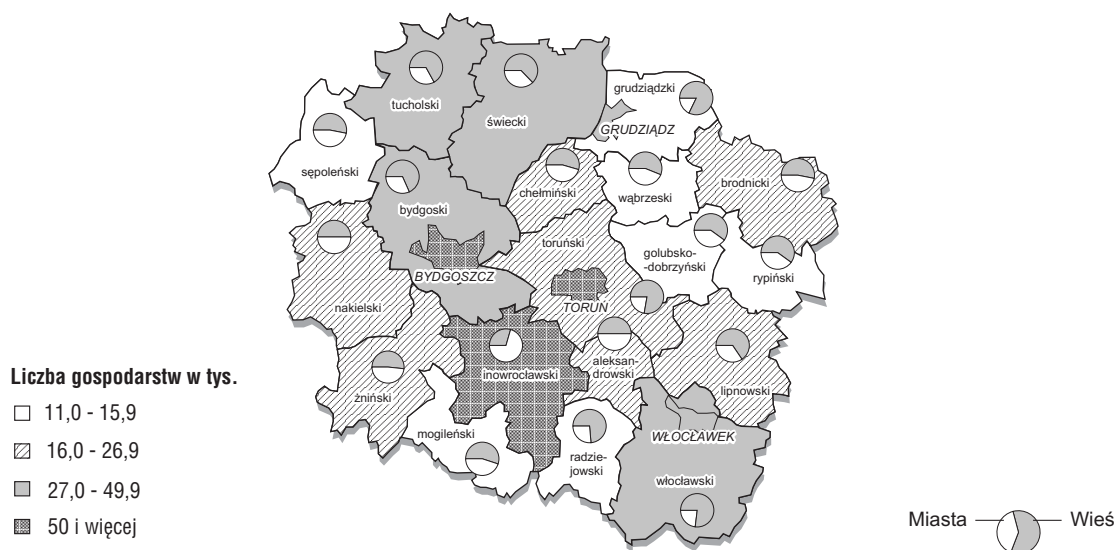 tucholski
świecki
grudziądzki
GRUDZIĄDZ
sępoleński
chełmiński
wąbrzeski
brodnicki
bydgoski
BYDGOSZCZ
toruński
TORUŃ
golubsko-
-dobrzyński
rypiński
nakielski
inowrocławski
aleksan-
drowski
lipnowski
żniński
mogileński
radzie-
jowski
WŁOCŁAWEK
włocławski
Liczba gospodarstw w tys.
11,0 - 15,9
16,0 - 26,9
27,0 - 49,9
50 i więcej
Miasta
Wieś